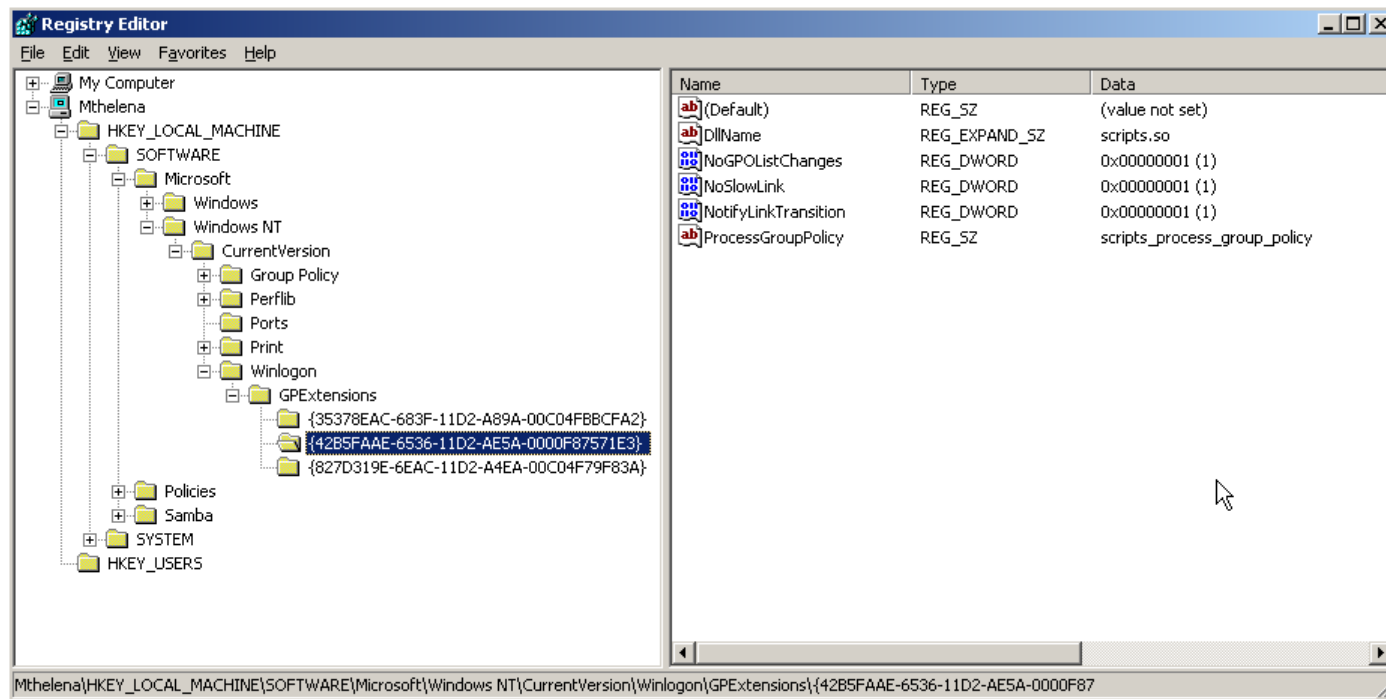 Registry Editor
File Edit View Favorites Help
My Computer
Mthelena
HKEY_LOCAL_MACHINE
SOFTWARE
Microsoft
Windows
Windows NT
CurrentVersion
Group Policy
Perflib
Ports
Print
Winlogon
GPExtensions
{35378EAC-683F-11D2-A89A-00C04FBBCFA2}
{42B5FAAE-6536-11D2-AE5A-0000F87571E3}
{827D319E-6EAC-11D2-A4EA-00C04F79F83A}
Policies
Samba
SYSTEM
HKEY_USERS
Name Type Data
(Default) REG_SZ (value not set)
DllName REG_EXPAND_SZ scripts.so
NoGPOListChanges REG_DWORD 0x00000001 (1)
NoSlowLink REG_DWORD 0x00000001 (1)
NotifyLinkTransition REG_DWORD 0x00000001 (1)
ProcessGroupPolicy REG_SZ scripts_process_group_policy
Mthelena\HKEY_LOCAL_MACHINE\SOFTWARE\Microsoft\Windows NT\CurrentVersion\Winlogon\GPExtensions\{42B5FAAE-6536-11D2-AE5A-0000F87